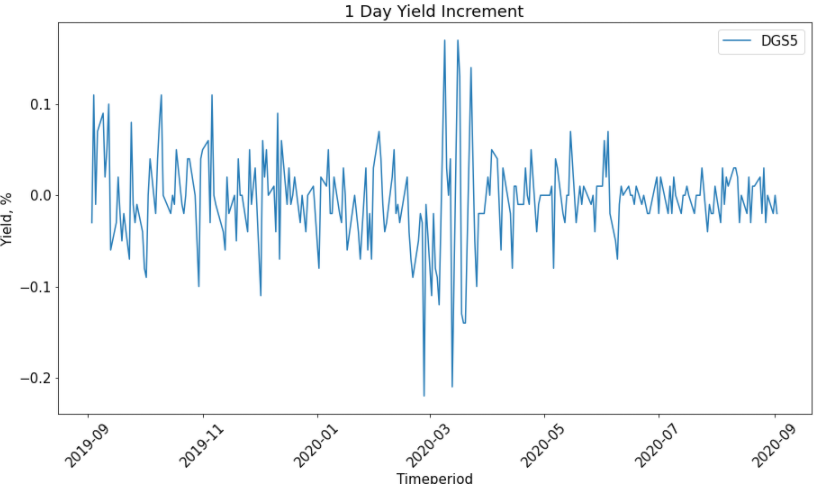 1 Day Yield Increment
DGS5
0.1
0.0
−0.1
−0.2
Yield, %
2019-09
2019-11
2020-01
2020-03
2020-05
2020-07
2020-09
Timeperiod